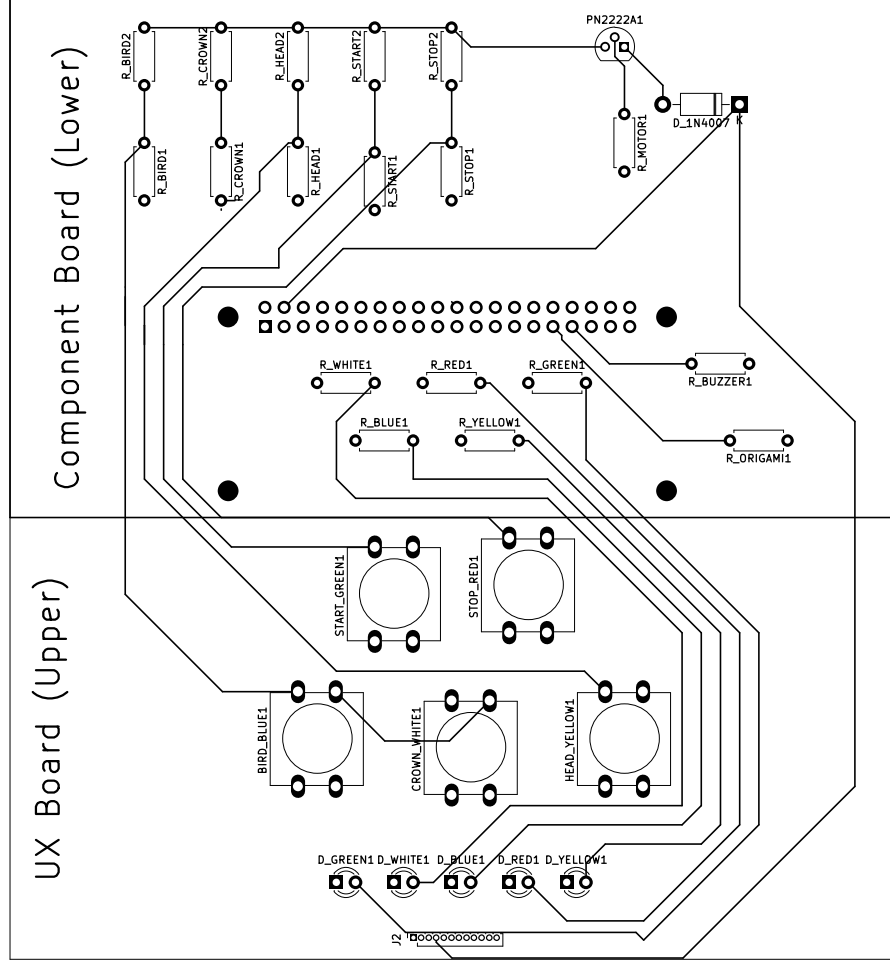 PN2222A1
R_BIRD2
R_CROWN2
R_HEAD2
R_START2
R_STOP2
D_1N4007
K
R_MOTOR1
R_BIRD1
R_CROWN1
R_HEAD1
R_START1
R_STOP1
Component Board (Lower)
R_WHITE1
R_RED1
R_GREEN1
R_BUZZER1
R_BLUE1
R_YELLOW1
R_ORIGAMI1
UX Board (Upper)
START_GREEN1
STOP_RED1
BIRD_BLUE1
CROWN_WHITE1
HEAD_YELLOW1
D_GREEN1
D_WHITE1
D_BLUE1
D_RED1
D_YELLOW1
J2